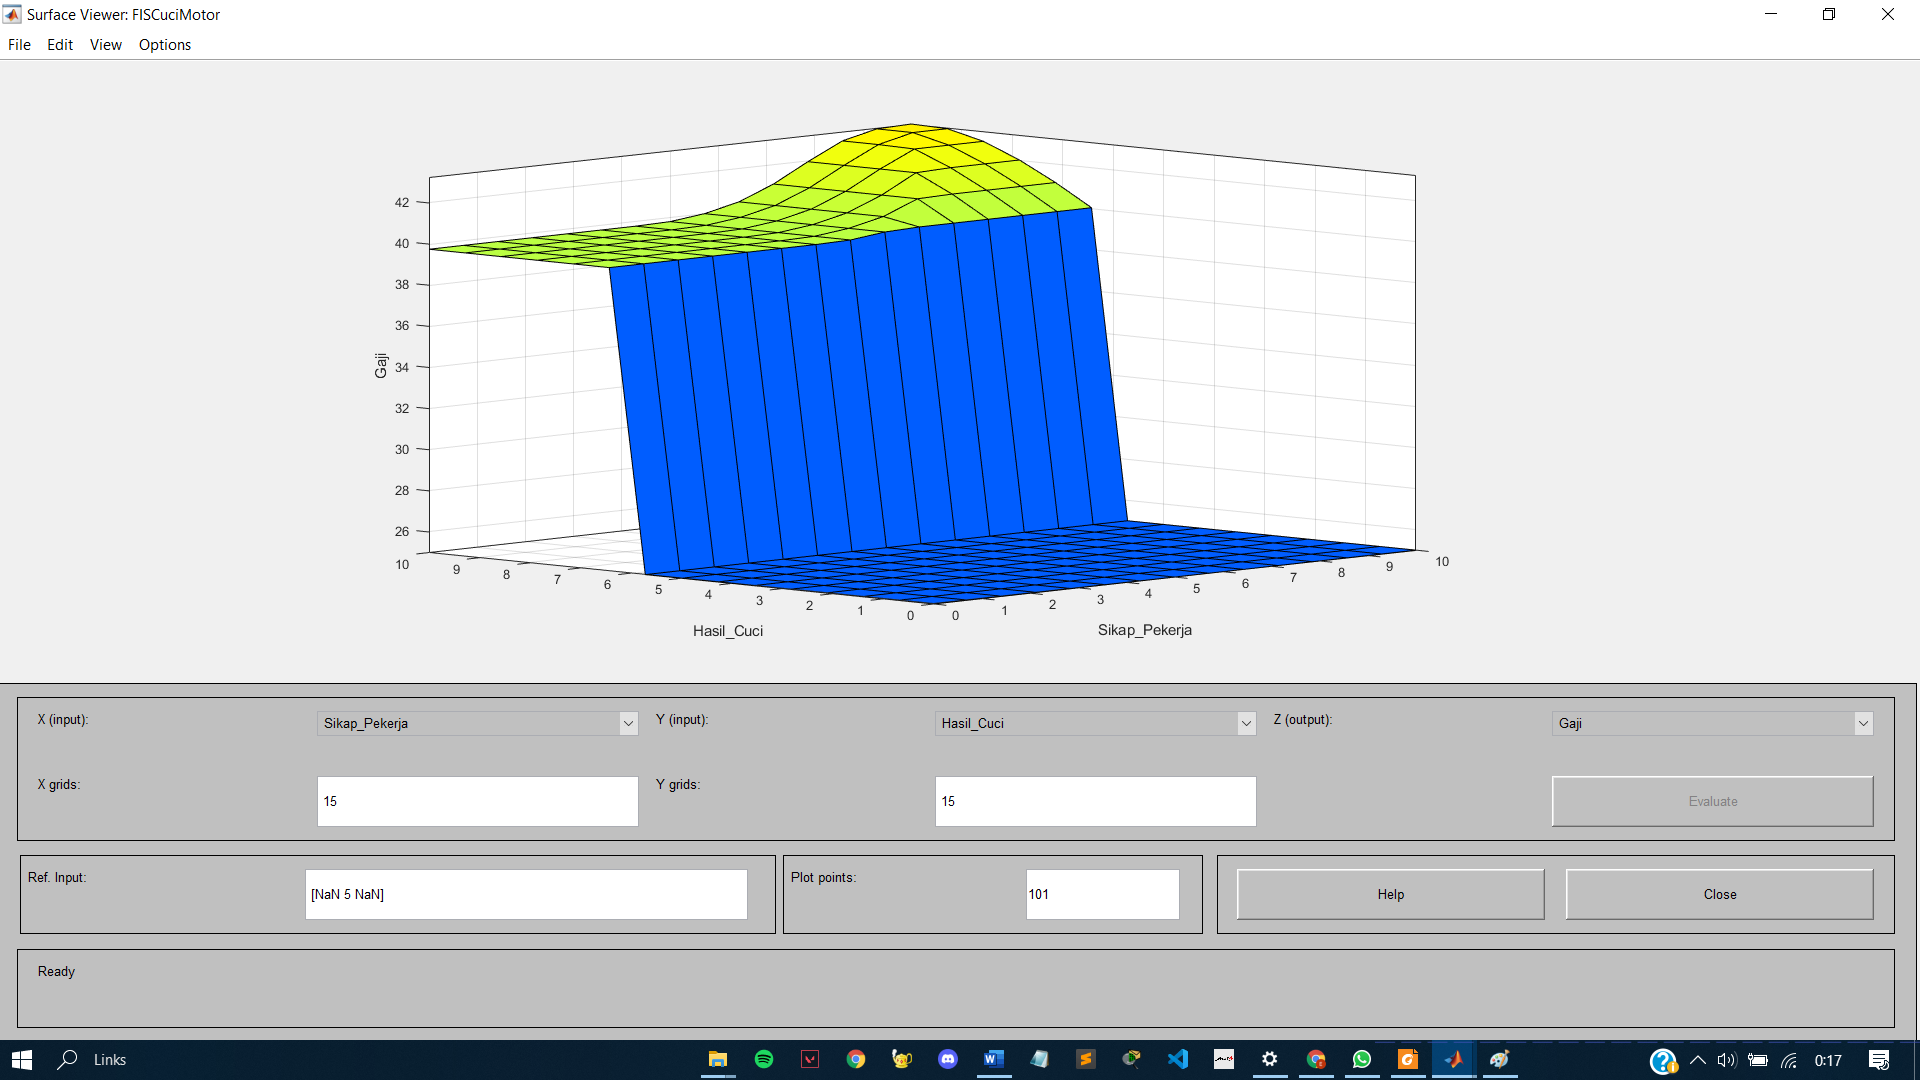 Surface Viewer: FISCuciMotor
File Edit View Options
42
40
38
36
34
32
30
28
26
Gaji
10 9 8 7 6 5 4 3 2 1 0
0 1 2 3 4 5 6 7 8 9 10
Hasil_Cuci
Sikap_Pekerja
X (input): Sikap_Pekerja Y (input): Hasil_Cuci Z (output): Gaji
X grids: 15 Y grids: 15 Evaluate
Ref. Input: [NaN 5 NaN] Plot points: 101 Help Close
Ready
Links 0:17